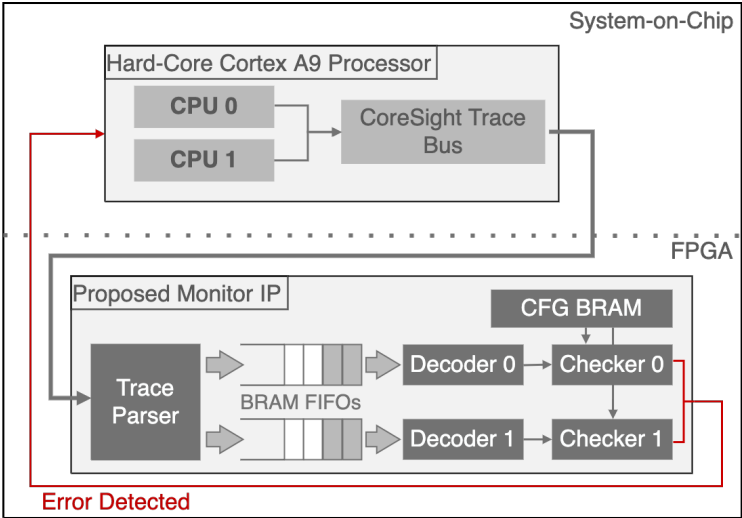 System-on-Chip
Hard-Core Cortex A9 Processor
CPU 0
CoreSight Trace
Bus
CPU 1
FPGA
Proposed Monitor IP
CFG BRAM
Trace
Parser
Decoder 0
Checker 0
BRAM FIFOs
Decoder 1
Checker 1
Error Detected